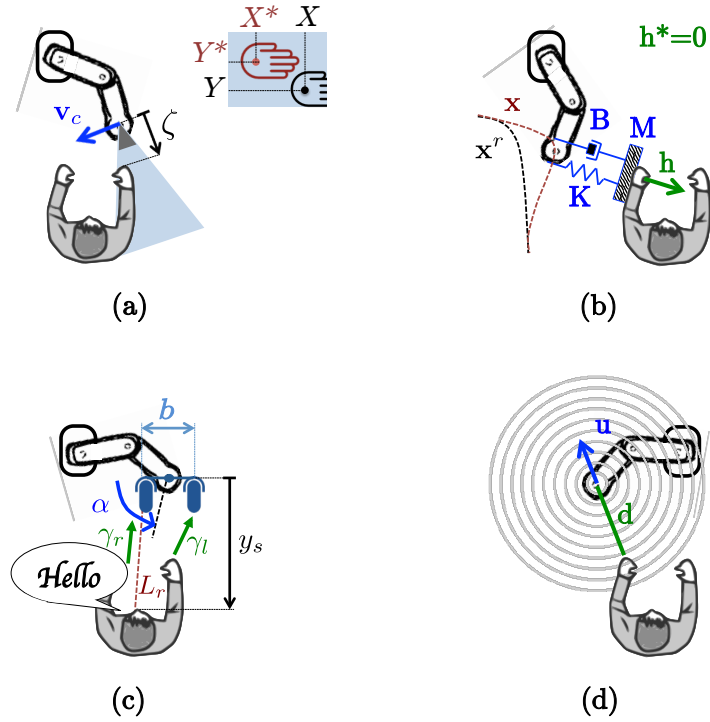 X* X
Y*
Y
v_c
ζ
(a)
h*=0
x
B
M
x^r
h
K
(b)
b
α
γ_r
γ_l
y_s
Hello
L_r
(c)
u
d
(d)